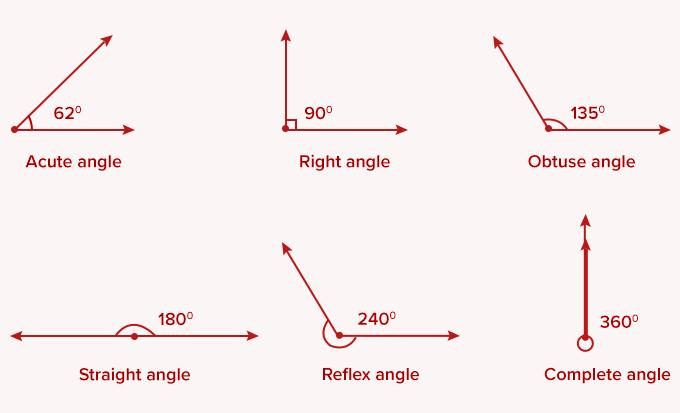 62⁰
90⁰
135⁰
Acute angle
Right angle
Obtuse angle
180⁰
240⁰
360⁰
Straight angle
Reflex angle
Complete angle